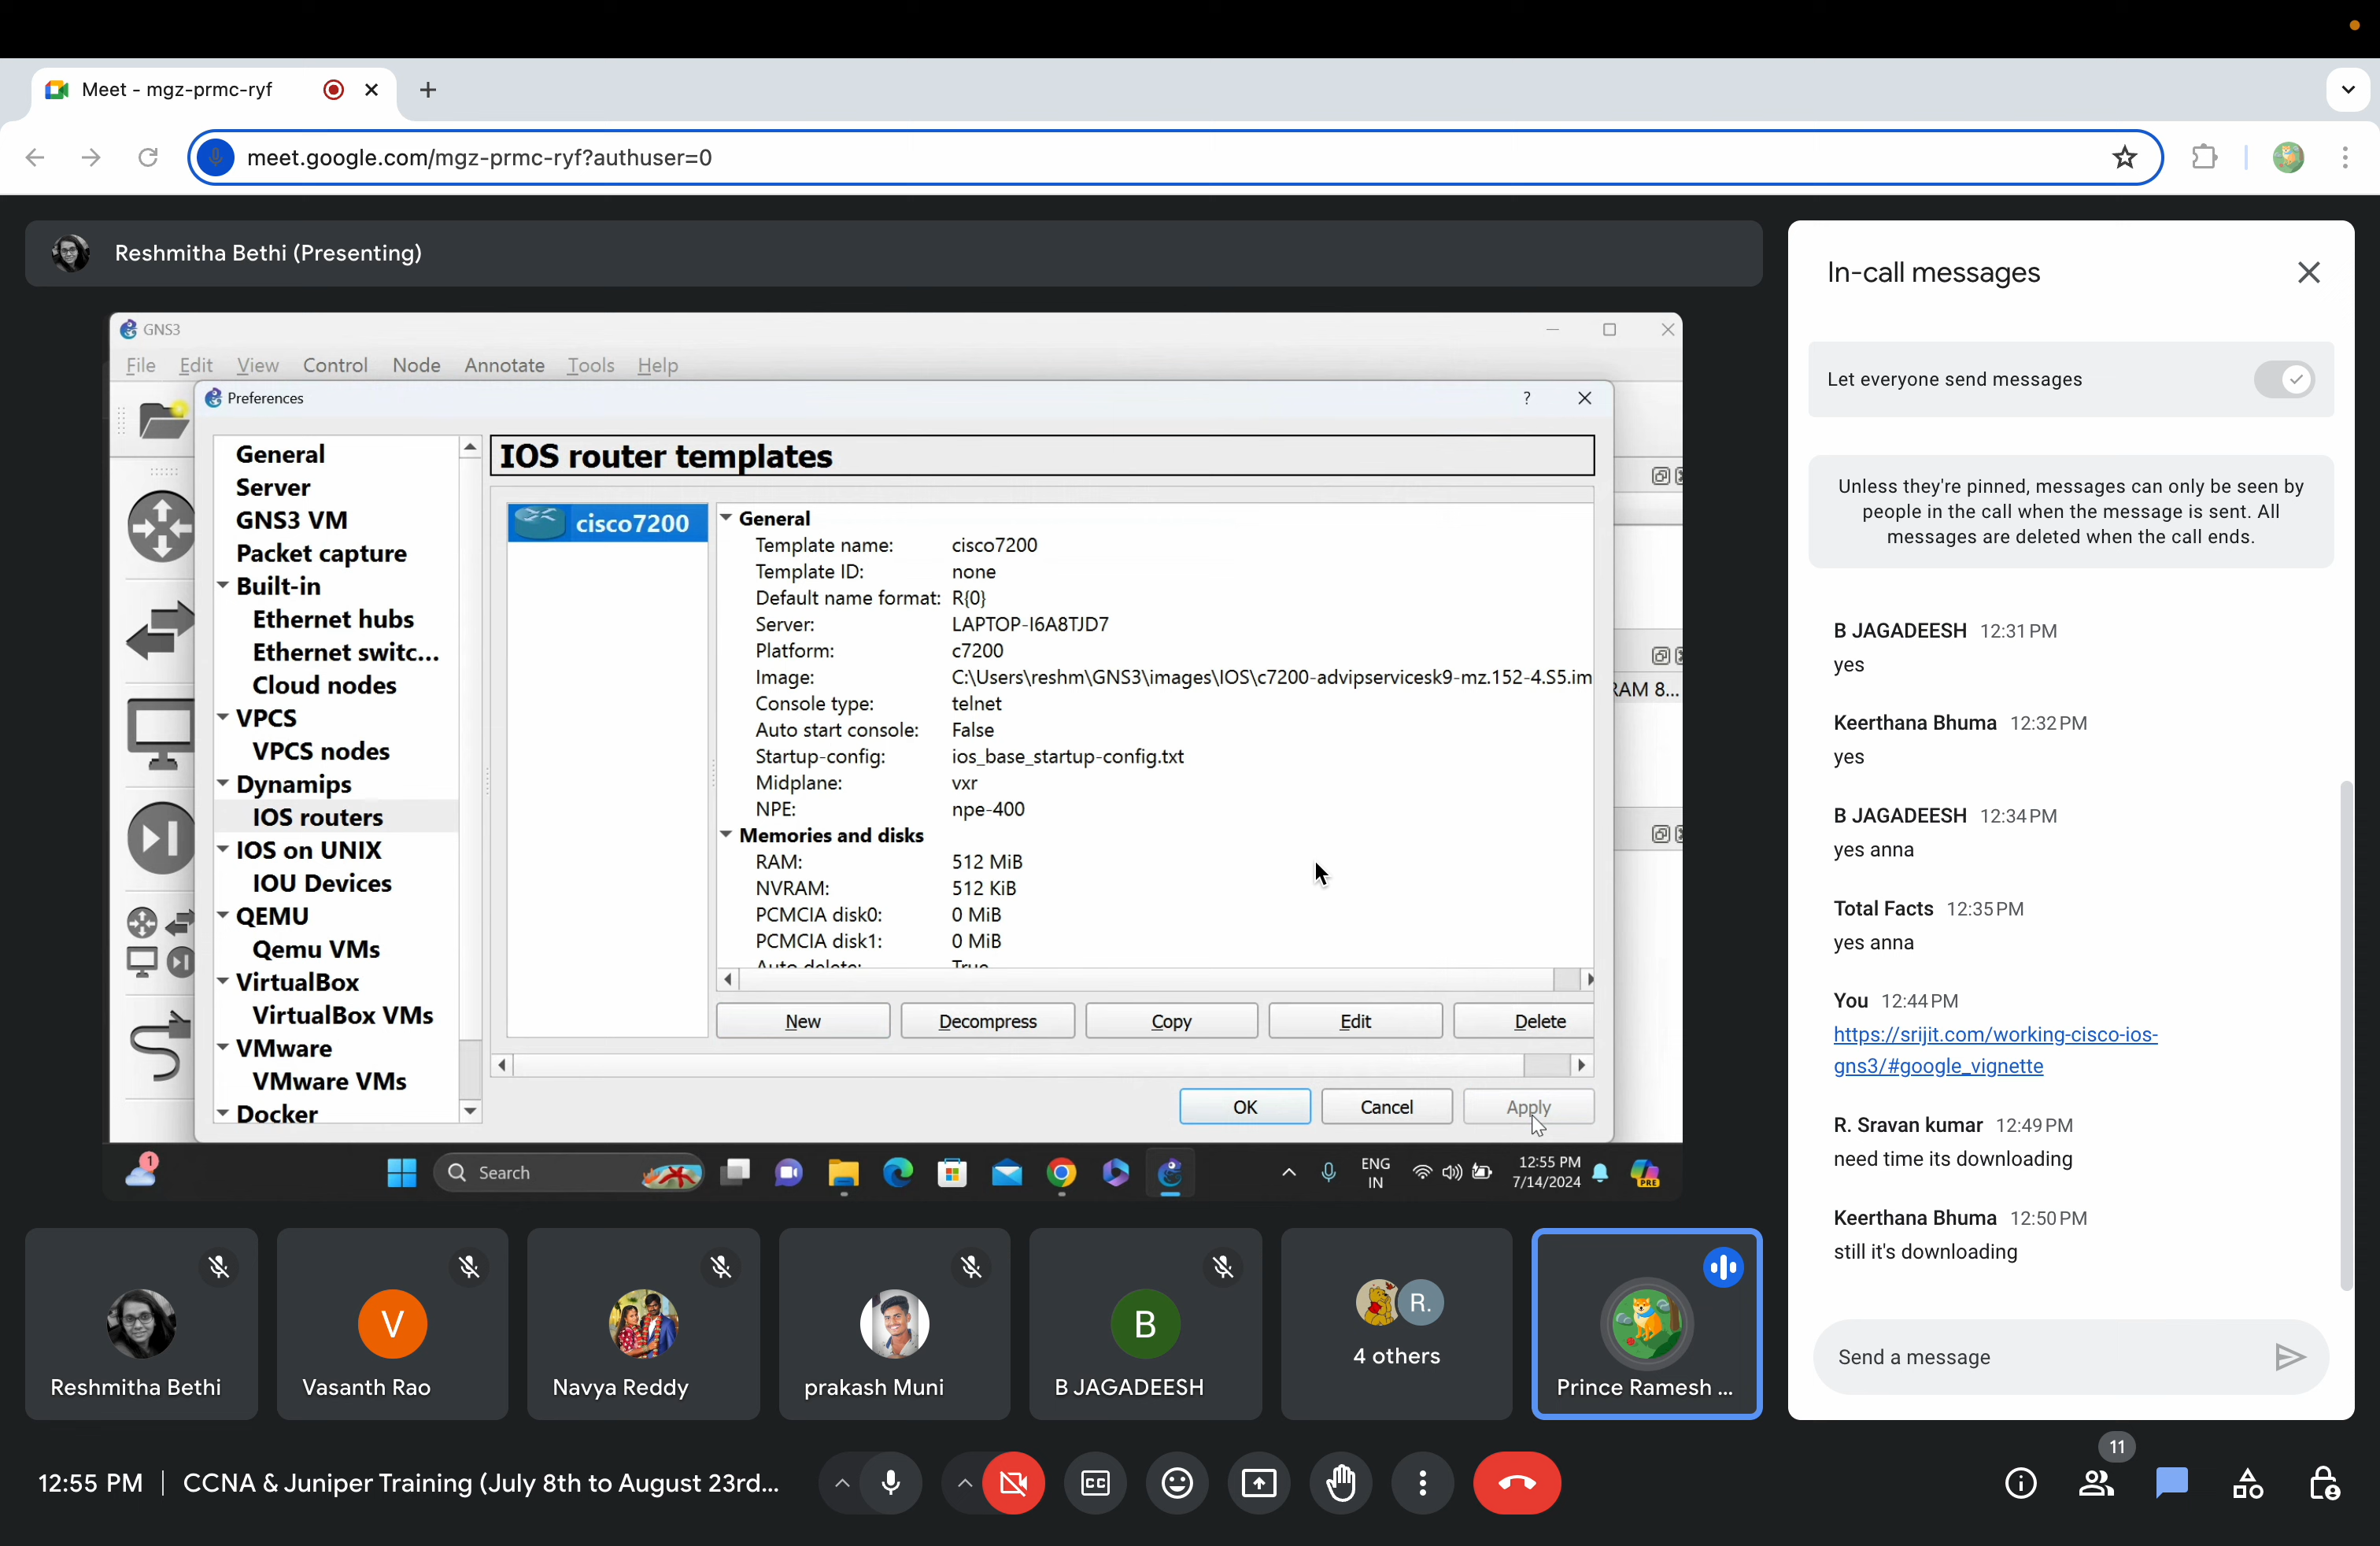 Meet - mgz-prmc-ryf
meet.google.com/mgz-prmc-ryf?authuser=0
Reshmitha Bethi (Presenting)
GNS3
File Edit View Control Node Annotate Tools Help
Preferences
?
General
Server
GNS3 VM
Packet capture
Built-in
Ethernet hubs
Ethernet switc...
Cloud nodes
VPCS
VPCS nodes
Dynamips
IOS routers
IOS on UNIX
IOU Devices
QEMU
Qemu VMs
VirtualBox
VirtualBox VMs
VMware
VMware VMs
Docker
IOS router templates
cisco7200
General
Template name: cisco7200
Template ID: none
Default name format: R{0}
Server: LAPTOP-I6A8TJD7
Platform: c7200
Image: C:\Users\reshm\GNS3\images\IOS\c7200-advipservicesk9-mz.152-4.S5.im
Console type: telnet
Auto start console: False
Startup-config: ios_base_startup-config.txt
Midplane: vxr
NPE: npe-400
Memories and disks
RAM: 512 MiB
NVRAM: 512 KiB
PCMCIA disk0: 0 MiB
PCMCIA disk1: 0 MiB
Auto delete: True
New Decompress Copy Edit Delete
OK Cancel Apply
RAM 8...
1
Search
ENG
IN
12:55 PM
7/14/2024
PRE
Reshmitha Bethi
V
Vasanth Rao
Navya Reddy
prakash Muni
B
B JAGADEESH
R.
4 others
Prince Ramesh ...
12:55 PM | CCNA & Juniper Training (July 8th to August 23rd...
CC
11
In-call messages
Let everyone send messages
Unless they're pinned, messages can only be seen by
people in the call when the message is sent. All
messages are deleted when the call ends.
B JAGADEESH 12:31 PM
yes
Keerthana Bhuma 12:32 PM
yes
B JAGADEESH 12:34 PM
yes anna
Total Facts 12:35 PM
yes anna
You 12:44 PM
https://srijit.com/working-cisco-ios-
gns3/#google_vignette
R. Sravan kumar 12:49 PM
need time its downloading
Keerthana Bhuma 12:50 PM
still it's downloading
Send a message